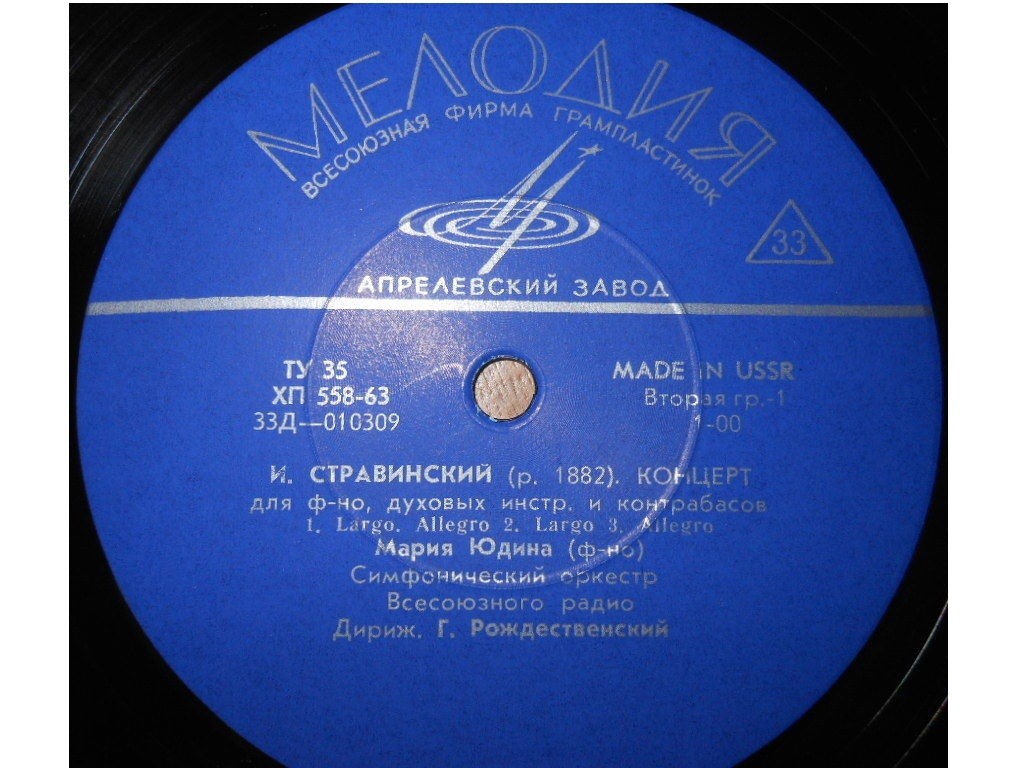 МЕЛОДИЯ
ВСЕСОЮЗНАЯ ФИРМА ГРАМПЛАСТИНОК
33
АПРЕЛЕВСКИЙ ЗАВОД
ТУ 35
ХП 558-63
33Д—010309
MADE IN USSR
Вторая гр.-1
1-00
И. СТРАВИНСКИЙ (р. 1882). КОНЦЕРТ
для ф-но, духовых инстр. и контрабасов
1. Largo. Allegro 2. Largo 3. Allegro
Мария Юдина (ф-но)
Симфонический оркестр
Всесоюзного радио
Дириж. Г. Рождественский